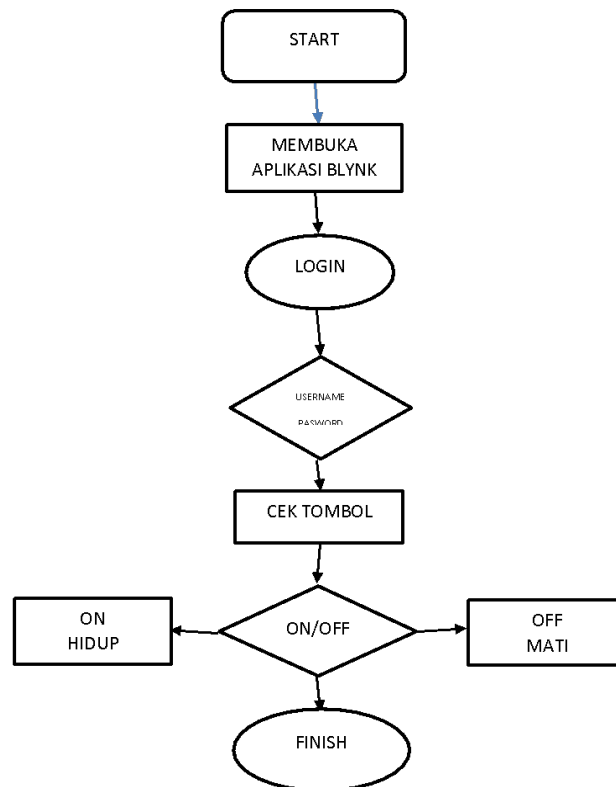 START
MEMBUKA
APLIKASI BLYNK
LOGIN
USERNAME
PASWORD
CEK TOMBOL
ON
HIDUP
ON/OFF
OFF
MATI
FINISH